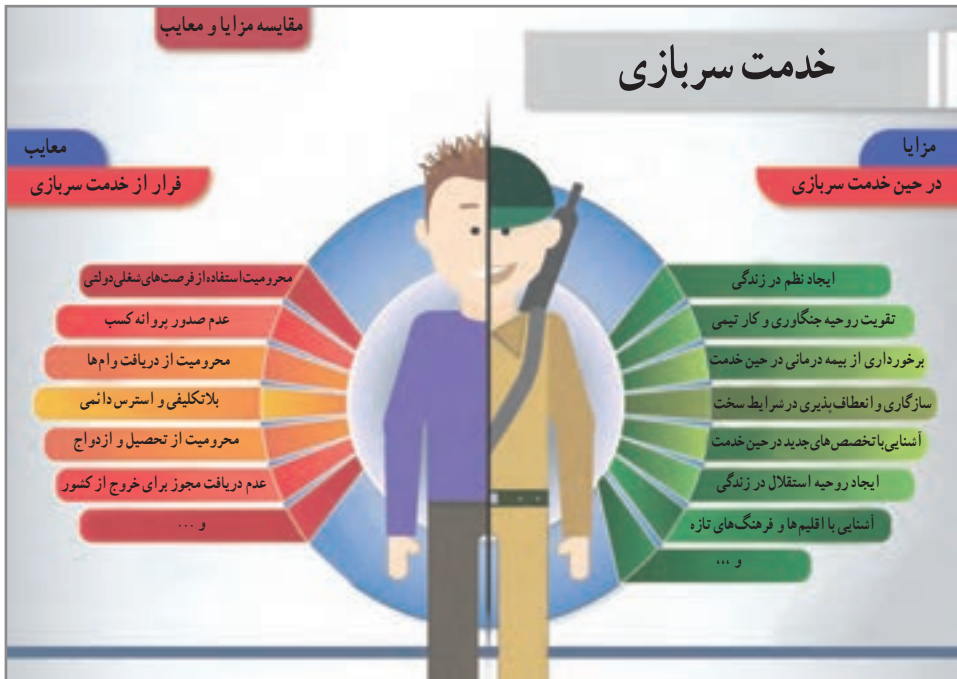 مقایسه مزایا و معایب
خدمت سربازی
مزایا
در حین خدمت سربازی
ایجاد نظم در زندگی
تقویت روحیه جنگاوری و کار تیمی
برخورداری از بیمه درمانی در حین خدمت
سازگاری و انعطاف‌پذیری در شرایط سخت
آشنایی با تخصص‌های جدید در حین خدمت
ایجاد روحیه استقلال در زندگی
آشنایی با اقلیم‌ها و فرهنگ‌های تازه
و ...
معایب
فرار از خدمت سربازی
محرومیت استفاده از فرصت‌های شغلی دولتی
عدم صدور پروانه کسب
محرومیت از دریافت وام‌ها
بلاتکلیفی و استرس دائمی
محرومیت از تحصیل و ازدواج
عدم دریافت مجوز برای خروج از کشور
و ...